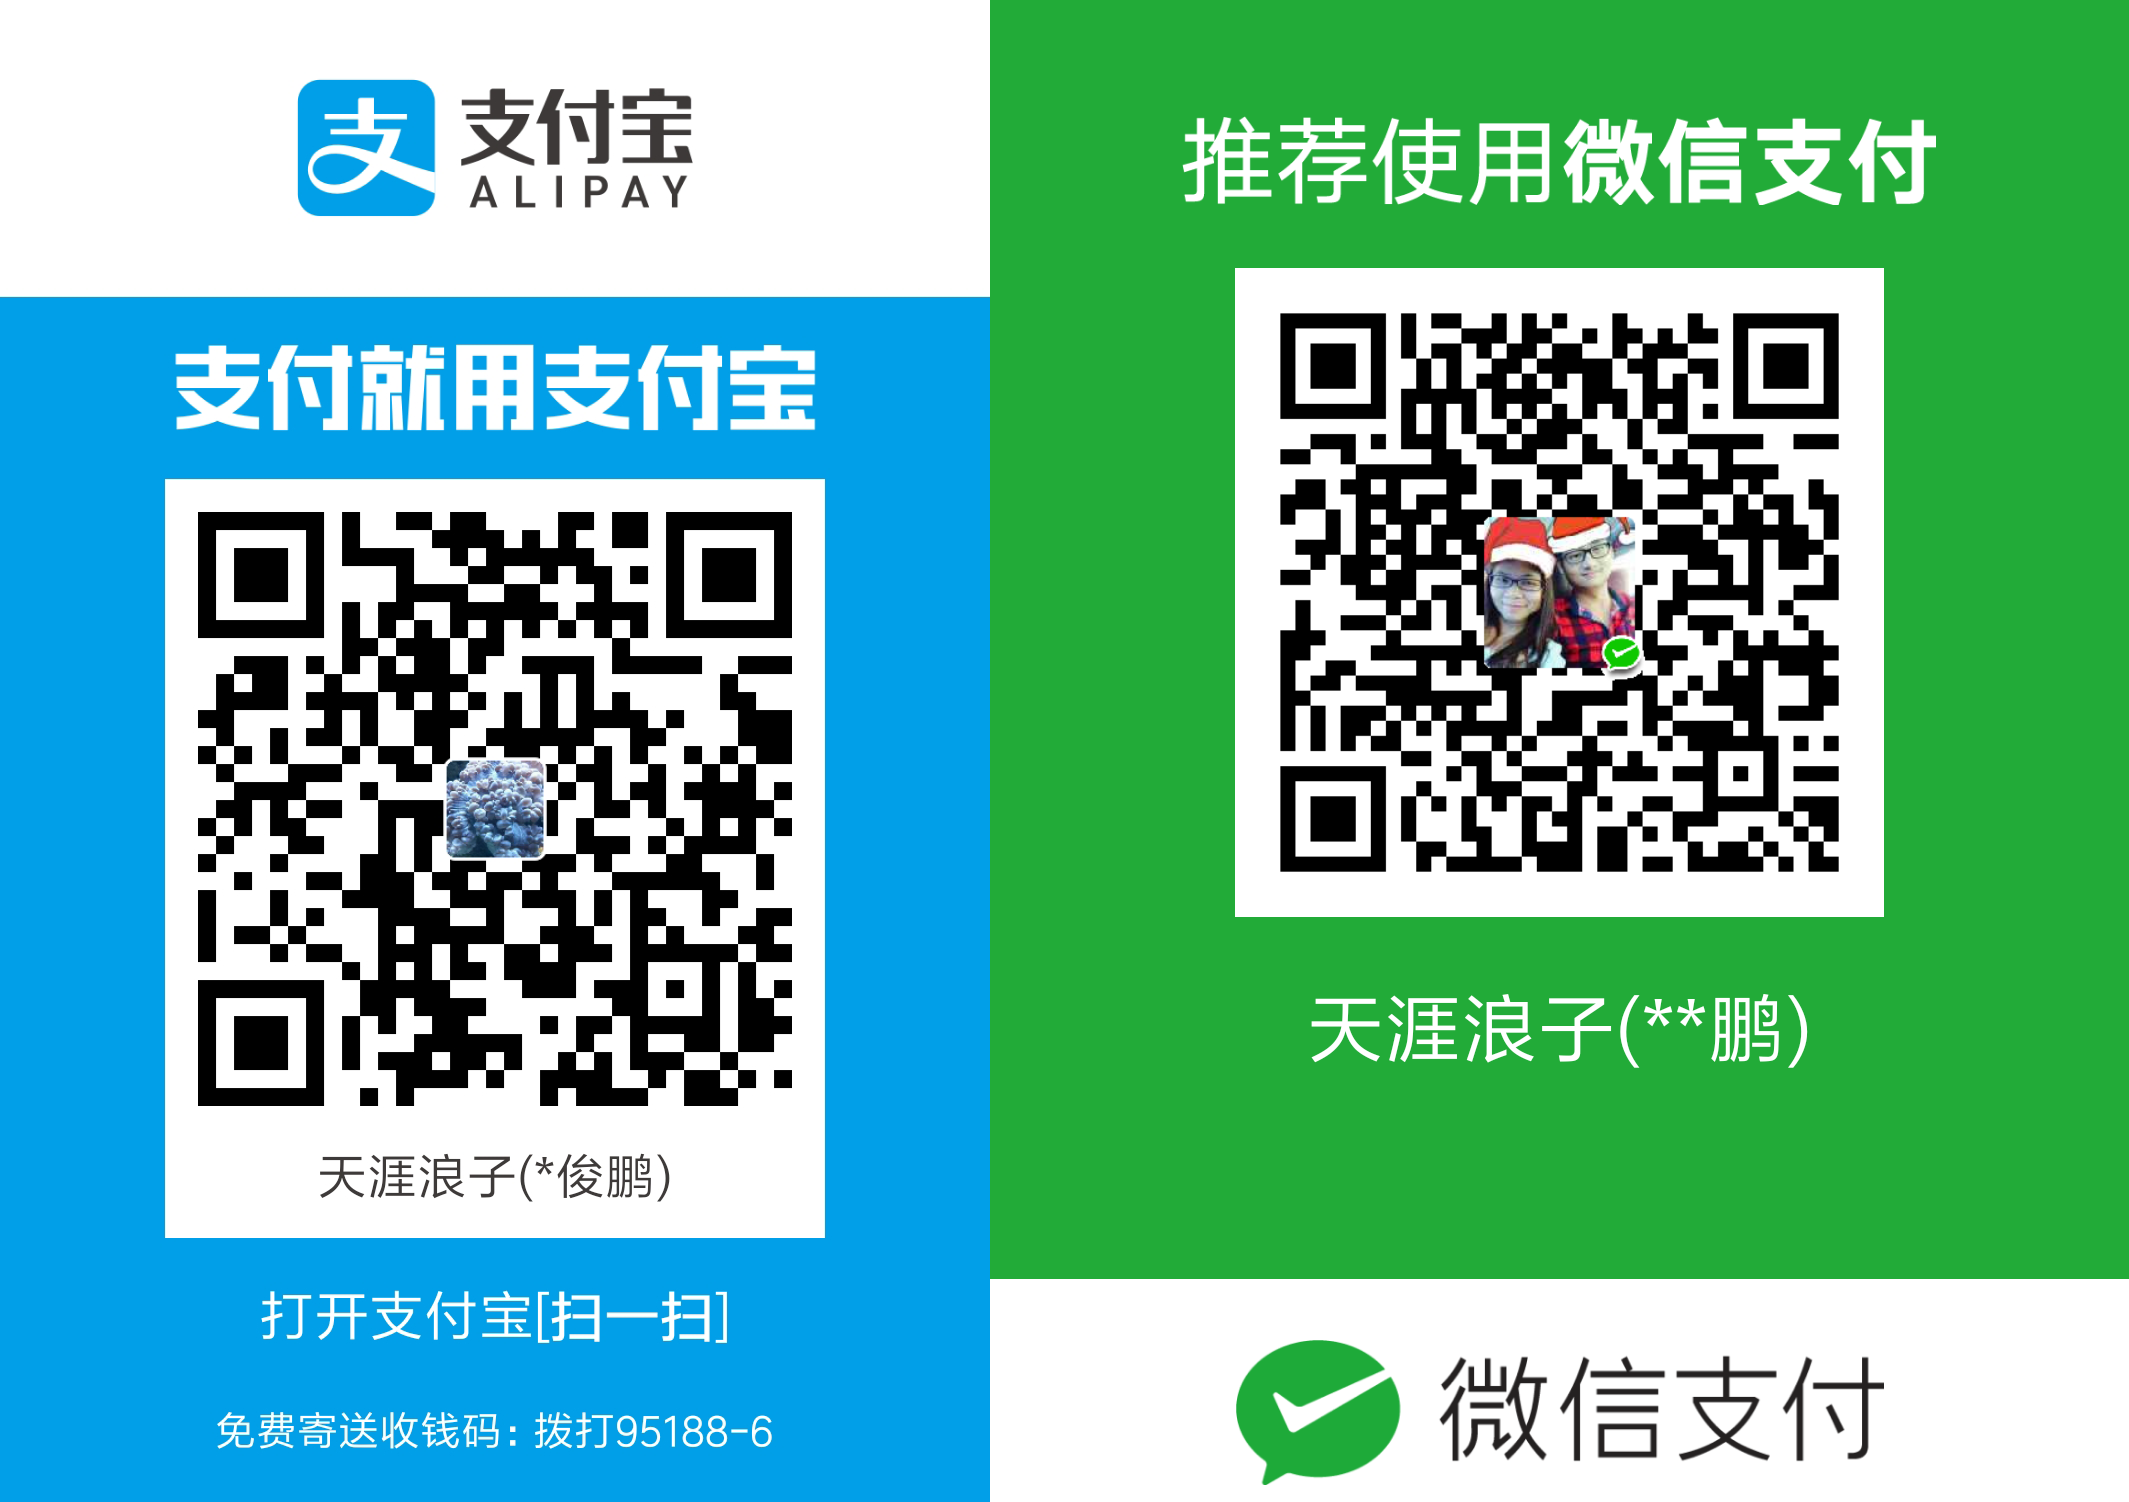 支
支付宝
ALIPAY
支付就用支付宝
天涯浪子(*俊鹏)
打开支付宝[扫一扫]
免费寄送收钱码：拨打95188-6
推荐使用微信支付
天涯浪子(**鹏)
微信支付